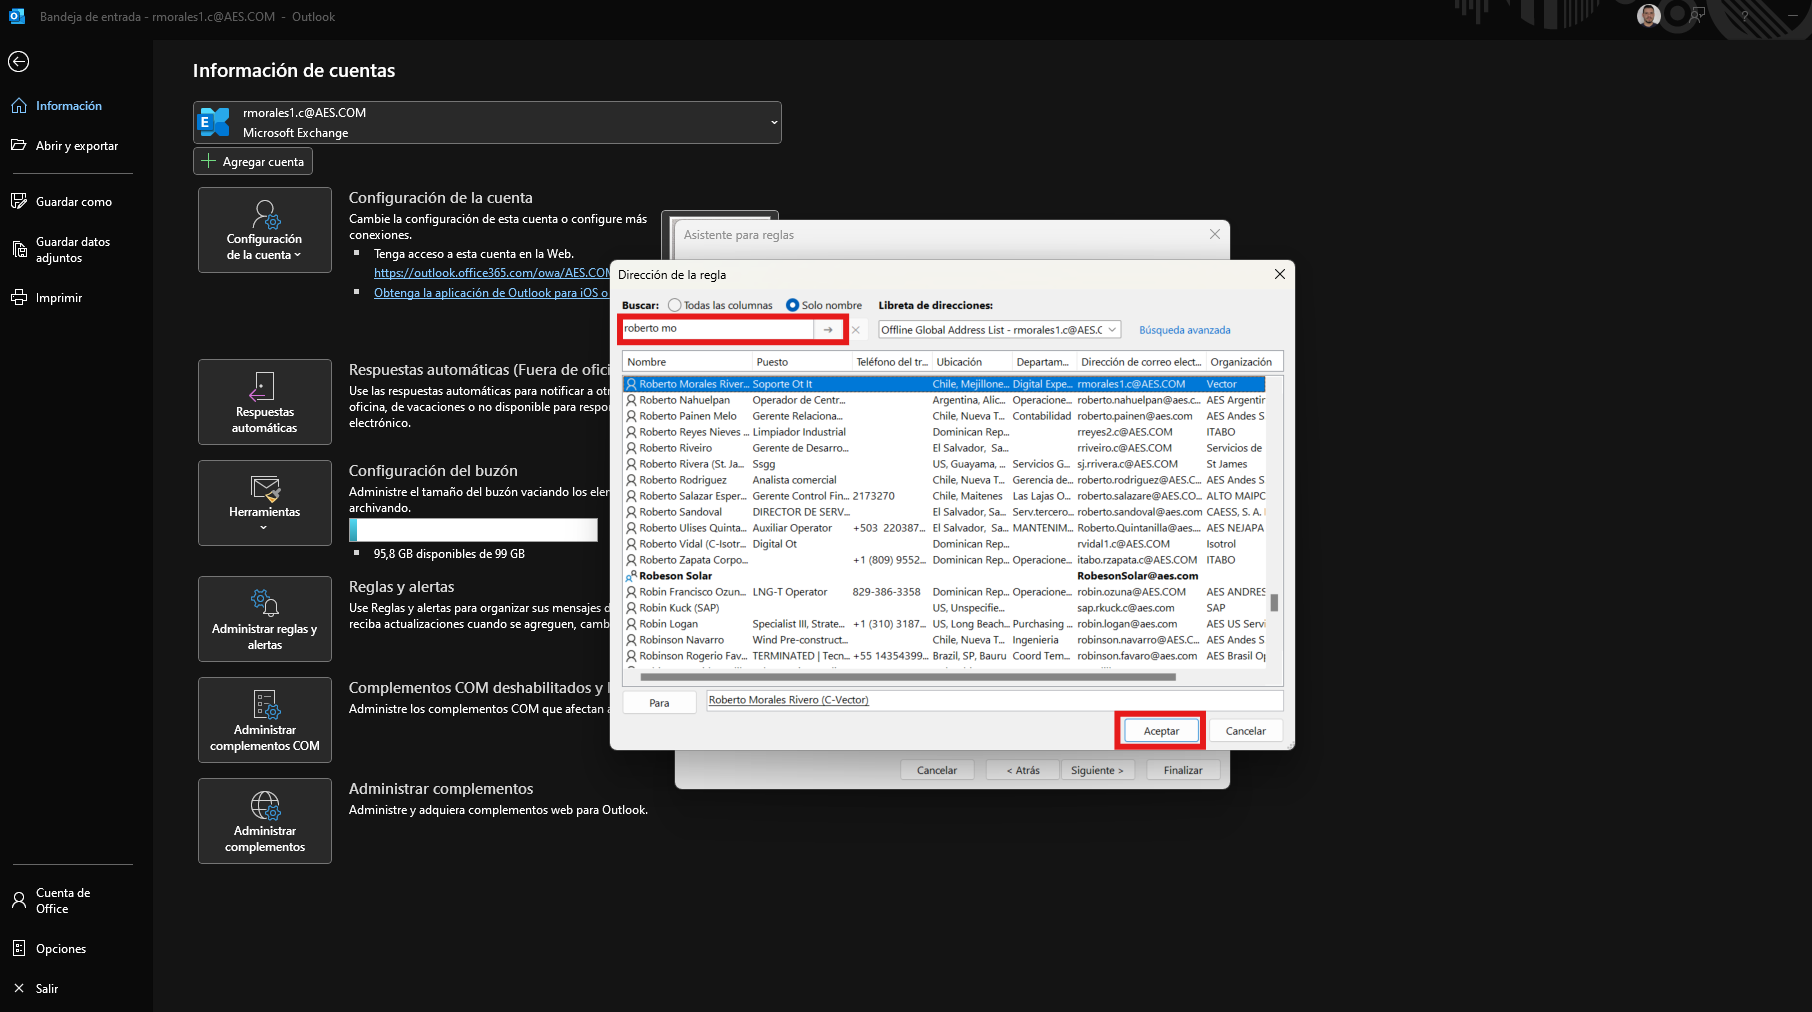 Bandeja de entrada - rmorales1.c@AES.COM - Outlook
?
Información de cuentas
Información
Abrir y exportar
Guardar como
Guardar datos
adjuntos
Imprimir
Cuenta de
Office
Opciones
Salir
E
rmorales1.c@AES.COM
Microsoft Exchange
Agregar cuenta
Configuración
de la cuenta
Configuración de la cuenta
Cambie la configuración de esta cuenta o configure más
conexiones.
Tenga acceso a esta cuenta en la Web.
https://outlook.office365.com/owa/AES.COM
Obtenga la aplicación de Outlook para iOS o
Respuestas
automáticas
Respuestas automáticas (Fuera de ofici
Use las respuestas automáticas para notificar a otr
oficina, de vacaciones o no disponible para respon
electrónico.
Herramientas
Configuración del buzón
Administre el tamaño del buzón vaciando los eler
archivando.
95,8 GB disponibles de 99 GB
Administrar reglas y
alertas
Reglas y alertas
Use Reglas y alertas para organizar sus mensajes d
reciba actualizaciones cuando se agreguen, camb
Administrar
complementos COM
Complementos COM deshabilitados y l
Administre los complementos COM que afectan a
Administrar
complementos
Administrar complementos
Administre y adquiera complementos web para Outlook.
Asistente para reglas
Dirección de la regla
Buscar: Todas las columnas Solo nombre Libreta de direcciones:
roberto mo Offline Global Address List - rmorales1.c@AES.C Búsqueda avanzada
Nombre Puesto Teléfono del tr... Ubicación Departam... Dirección de correo elect... Organización
Roberto Morales River... Soporte Ot It Chile, Mejillone... Digital Expe... rmorales1.c@AES.COM Vector
Roberto Nahuelpan Operador de Centr... Argentina, Alic... Operacione... roberto.nahuelpan@aes.c... AES Argentir
Roberto Painen Melo Gerente Relaciona... Chile, Nueva T... Contabilidad roberto.painen@aes.com AES Andes S
Roberto Reyes Nieves ... Limpiador Industrial Dominican Rep... rreyes2.c@AES.COM ITABO
Roberto Riveiro Gerente de Desarro... El Salvador, Sa... rriveiro.c@AES.COM Servicios de
Roberto Rivera (St. Ja... Ssgg US, Guayama, ... Servicios G... sj.rrivera.c@AES.COM St James
Roberto Rodriguez Analista comercial Chile, Nueva T... Gerencia de... roberto.rodriguez@AES.C... AES Andes S
Roberto Salazar Esper... Gerente Control Fin... 2173270 Chile, Maitenes Las Lajas O... roberto.salazare@AES.CO... ALTO MAIPC
Roberto Sandoval DIRECTOR DE SERV... El Salvador, Sa... Serv.tercero... roberto.sandoval@aes.com CAESS, S. A.
Roberto Ulises Quinta... Auxiliar Operator +503 220387... El Salvador, Sa... MANTENIM... Roberto.Quintanilla@aes.... AES NEJAPA
Roberto Vidal (C-Isotr... Digital Ot Dominican Rep... rvidal1.c@AES.COM Isotrol
Roberto Zapata Corpo... +1 (809) 9552... Dominican Rep... Operacione... itabo.rzapata.c@AES.COM ITABO
Robeson Solar RobesonSolar@aes.com
Robin Francisco Ozun... LNG-T Operator 829-386-3358 Dominican Rep... Operacione... robin.ozuna@AES.COM AES ANDRES
Robin Kuck (SAP) US, Unspecifie... sap.rkuck.c@aes.com SAP
Robin Logan Specialist III, Strate... +1 (310) 3187... US, Long Beach... Purchasing ... robin.logan@aes.com AES US Servi
Robinson Navarro Wind Pre-construct... Chile, Nueva T... Ingenieria robinson.navarro@AES.C... AES Andes S
Robinson Rogerio Fav... TERMINATED | Tecn... +55 14354399... Brazil, SP, Bauru Coord Tem... robinson.favaro@aes.com AES Brasil Op
Para Roberto Morales Rivero (C-Vector)
Aceptar Cancelar
Cancelar < Atrás Siguiente > Finalizar
Salir